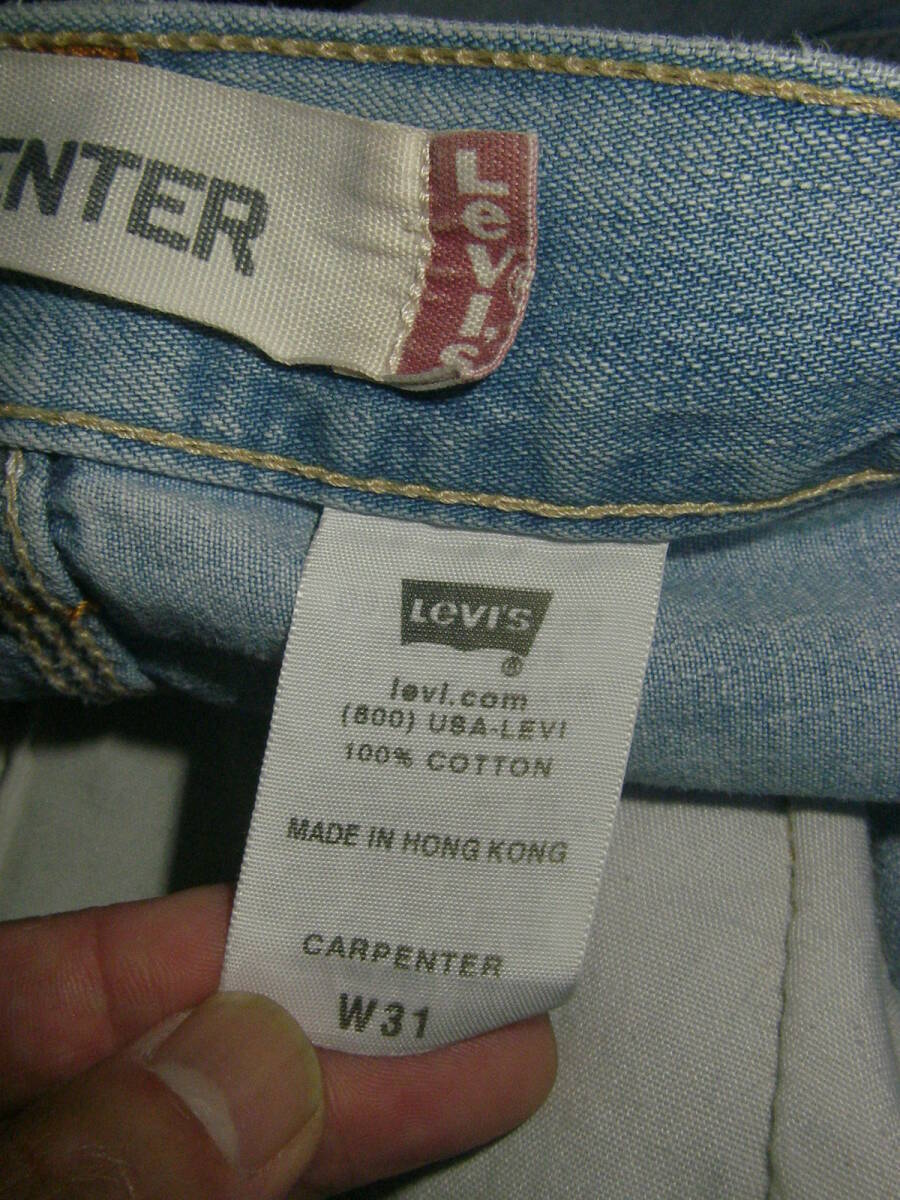 ENTER
Levi's
LEVI'S
®
levi.com
(800) USA-LEVI
100% COTTON
MADE IN HONG KONG
CARPENTER
W31